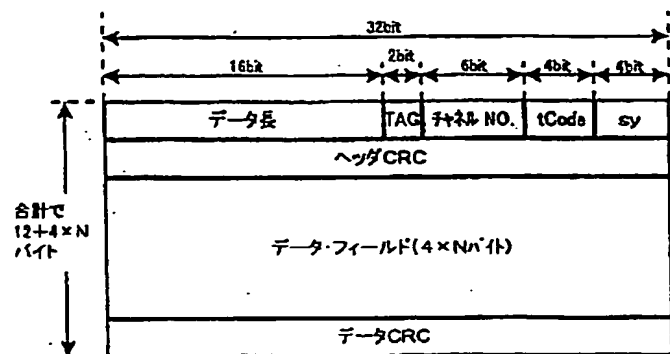 32bit
16bit 2bit 6bit 4bit 4bit
データ長 TAG チャネル NO. tCode sy
ヘッダCRC
合計で
12+4×N
バイト
データ・フィールド(4×Nバイト)
データCRC